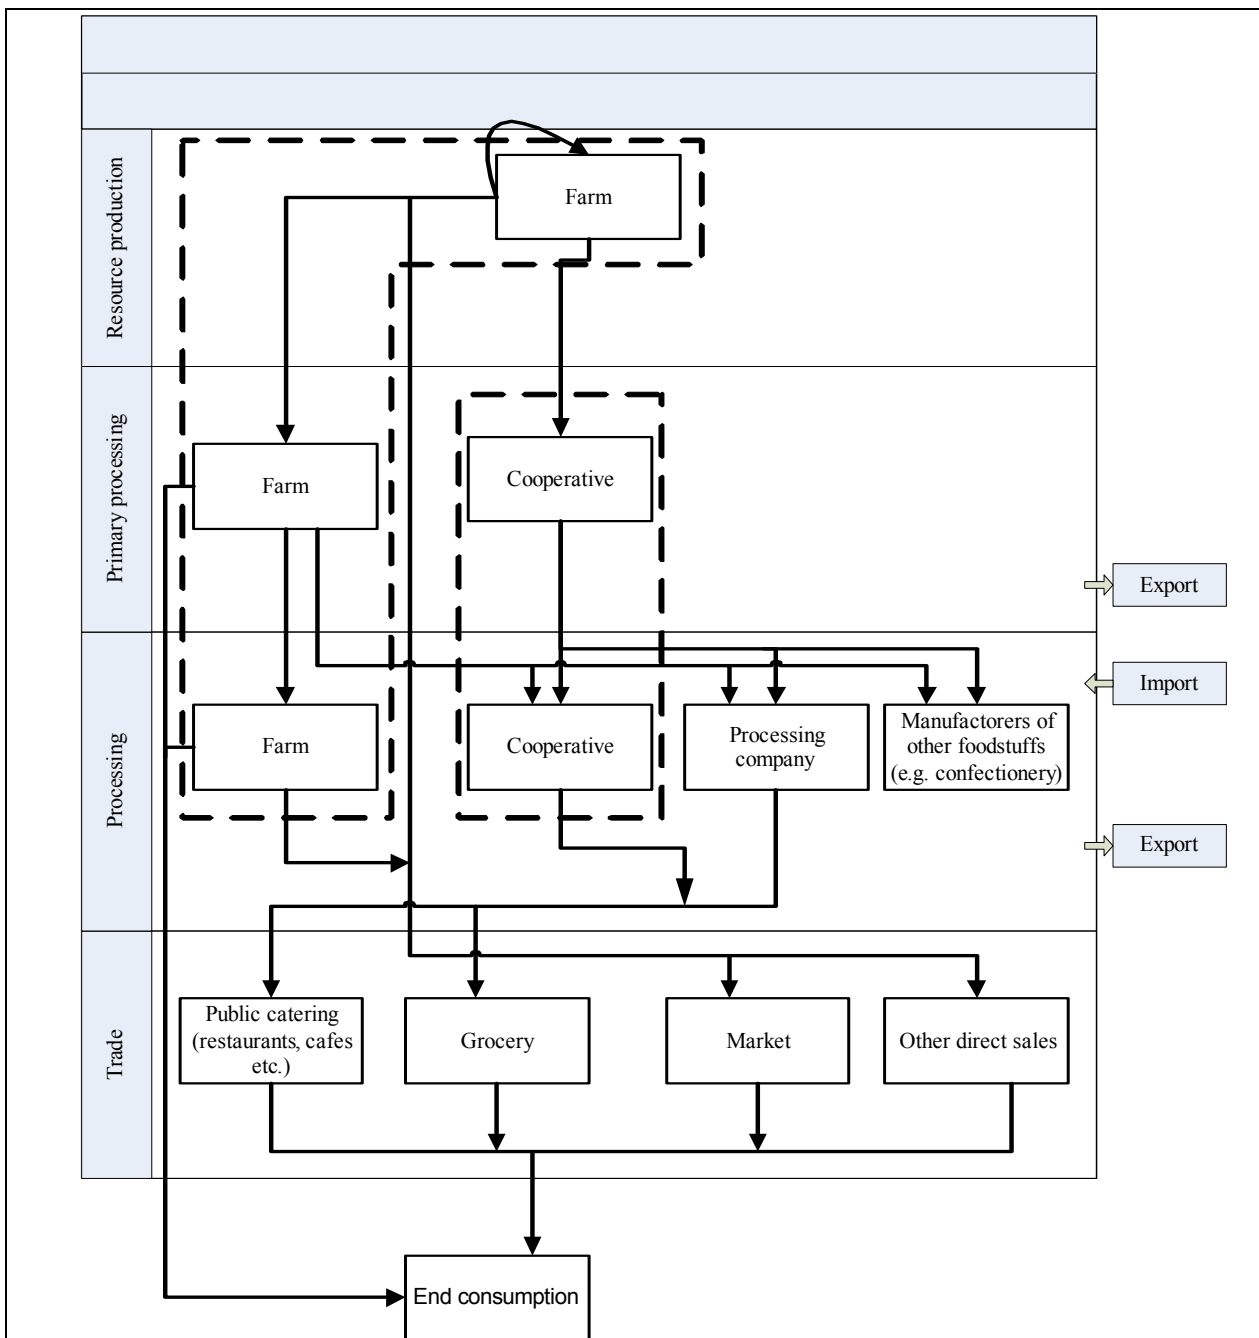 Resource production
Farm
Primary processing
Farm
Cooperative
Export
Processing
Import
Farm
Cooperative
Processing
company
Manufactorers of
other foodstuffs
(e.g. confectionery)
Export
Trade
Public catering
(restaurants, cafes
etc.)
Grocery
Market
Other direct sales
End consumption